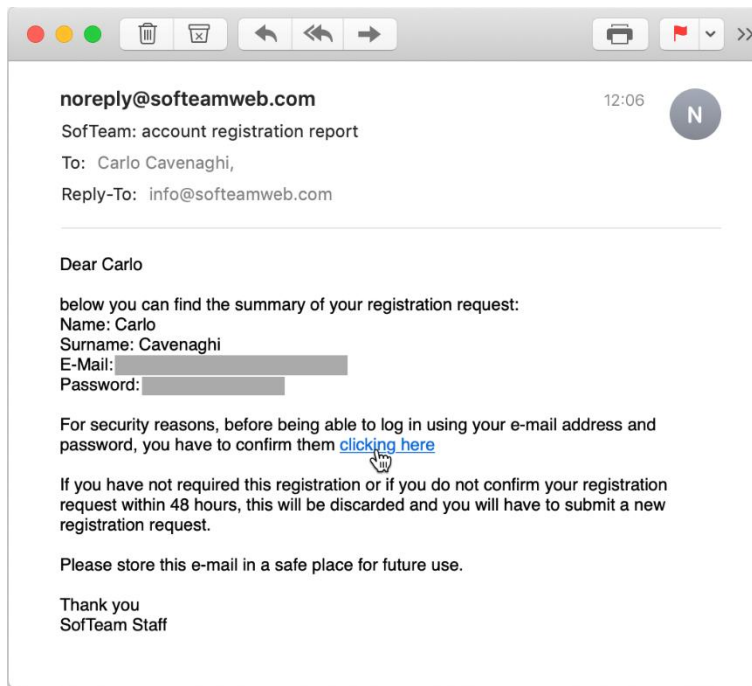 noreply@softeamweb.com
12:06
N
SofTeam: account registration report
To: Carlo Cavenaghi,
Reply-To: info@softeamweb.com
Dear Carlo
below you can find the summary of your registration request:
Name: Carlo
Surname: Cavenaghi
E-Mail:
Password:
For security reasons, before being able to log in using your e-mail address and
password, you have to confirm them clicking here
If you have not required this registration or if you do not confirm your registration
request within 48 hours, this will be discarded and you will have to submit a new
registration request.
Please store this e-mail in a safe place for future use.
Thank you
SofTeam Staff